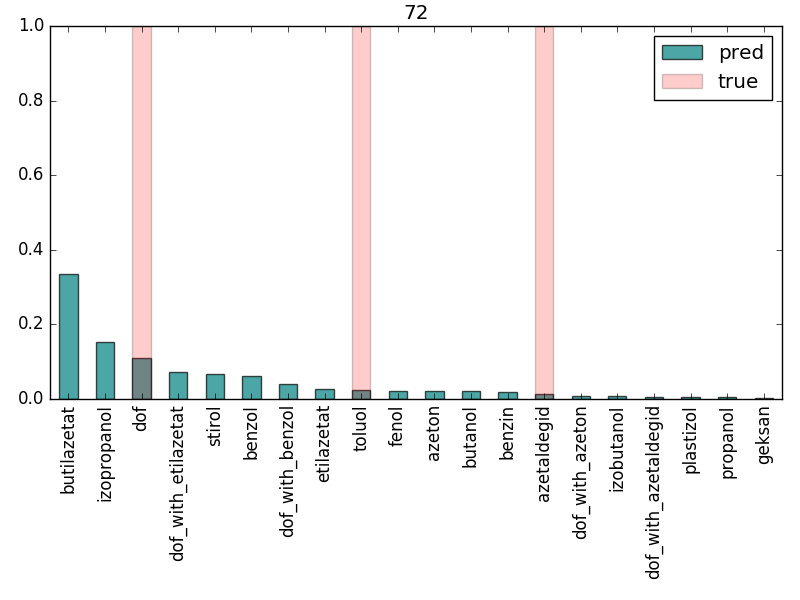 72
1.0
0.8
0.6
0.4
0.2
0.0
pred
true
butilazetat
izopropanol
dof
dof_with_etilazetat
stirol
benzol
dof_with_benzol
etilazetat
toluol
fenol
azeton
butanol
benzin
azetaldegid
dof_with_azeton
izobutanol
dof_with_azetaldegid
plastizol
propanol
geksan